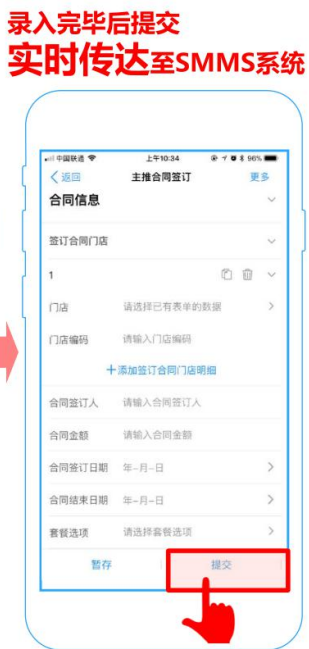 录入完毕后提交
实时传达至SMMS系统
中国联通 上午10:34 96%
返回 主推合同签订 更多
合同信息
签订合同门店
1
门店 请选择已有表单的数据
门店编码 请输入门店编码
+添加签订合同门店明细
合同签订人 请输入合同签订人
合同金额 请输入合同金额
合同签订日期 年-月-日
合同结束日期 年-月-日
套餐选项 请选择套餐选项
暂存 提交